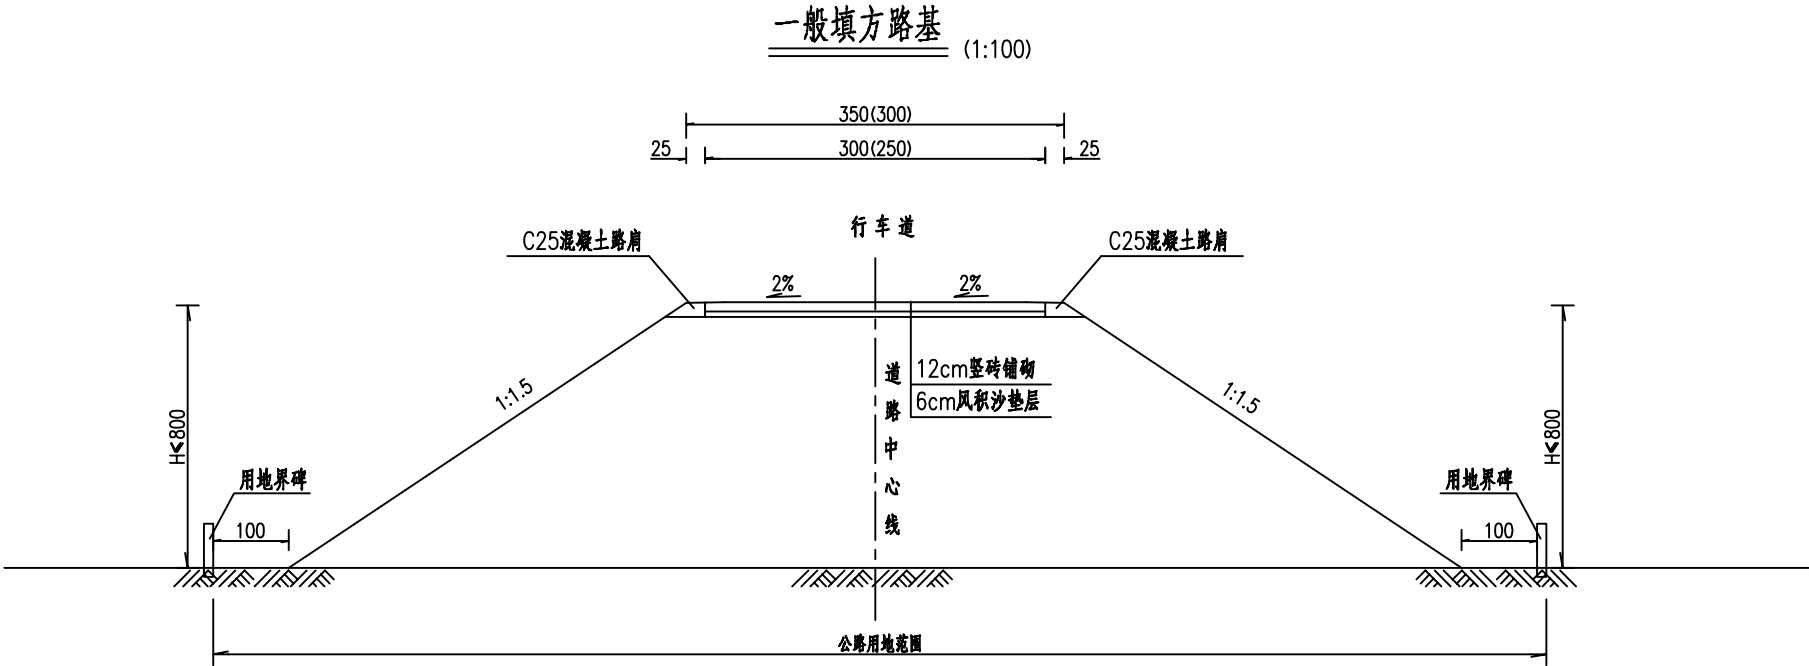 一般填方路基
(1:100)
350(300)
25
300(250)
25
行车道
C25混凝土路肩
C25混凝土路肩
2%
2%
12cm竖砖铺砌
6cm风积沙垫层
道路中心线
1:1.5
1:1.5
H<800
H<800
用地界碑
用地界碑
100
100
公路用地范围